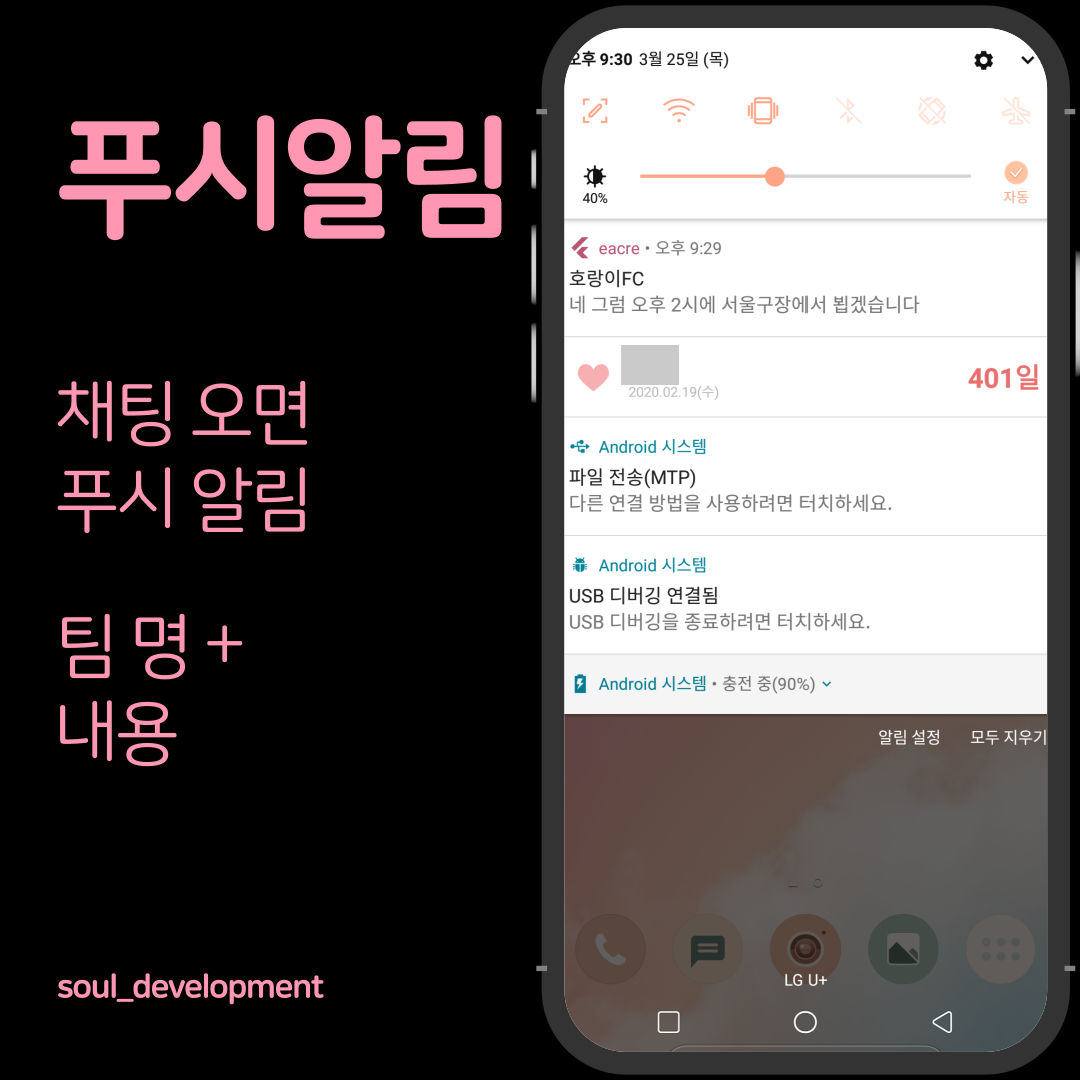 푸시알림
채팅 오면
푸시 알림
팀 명 +
내용
soul_development
오후 9:30 3월 25일 (목)
40%
자동
eacre • 오후 9:29
호랑이FC
네 그럼 오후 2시에 서울구장에서 뵙겠습니다
2020.02.19(수)
401일
Android 시스템
파일 전송(MTP)
다른 연결 방법을 사용하려면 터치하세요.
Android 시스템
USB 디버깅 연결됨
USB 디버깅을 종료하려면 터치하세요.
Android 시스템 • 충전 중(90%)
알림 설정 모두 지우기
LG U+